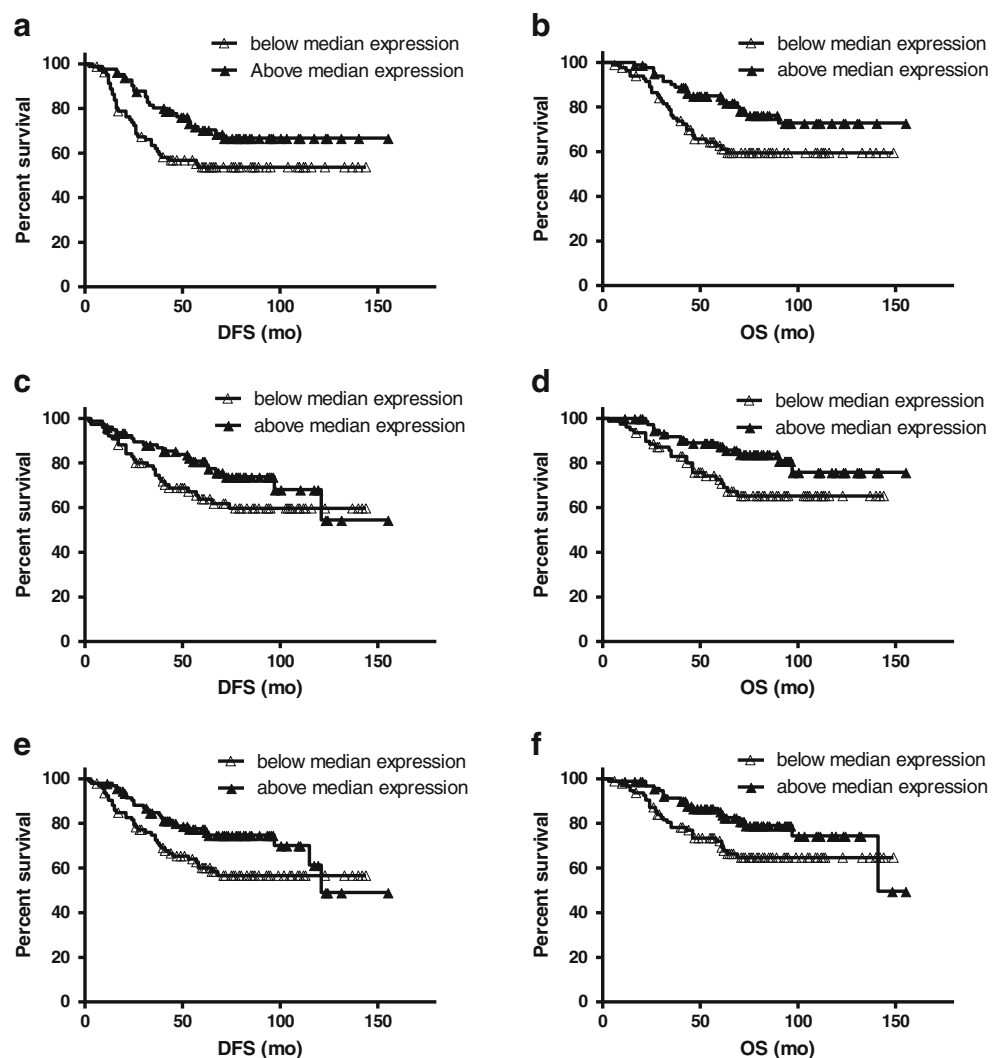 a
below median expression
Above median expression
Percent survival
100
80
60
40
20
0
0 50 100 150
DFS (mo)
b
below median expression
above median expression
Percent survival
100
80
60
40
20
0
0 50 100 150
OS (mo)
c
below median expression
above median expression
Percent survival
100
80
60
40
20
0
0 50 100 150
DFS (mo)
d
below median expression
above median expression
Percent survival
100
80
60
40
20
0
0 50 100 150
OS (mo)
e
below median expression
above median expression
Percent survival
100
80
60
40
20
0
0 50 100 150
DFS (mo)
f
below median expression
above median expression
Percent survival
100
80
60
40
20
0
0 50 100 150
OS (mo)